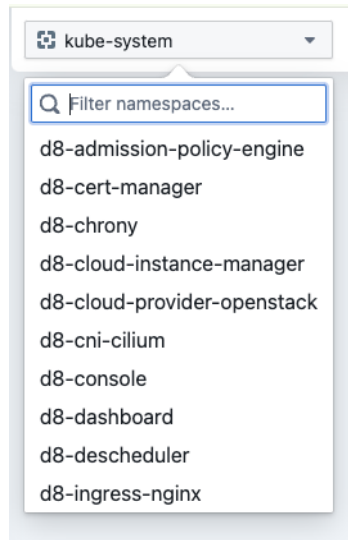 kube-system
Filter namespaces...
d8-admission-policy-engine
d8-cert-manager
d8-chrony
d8-cloud-instance-manager
d8-cloud-provider-openstack
d8-cni-cilium
d8-console
d8-dashboard
d8-descheduler
d8-ingress-nginx